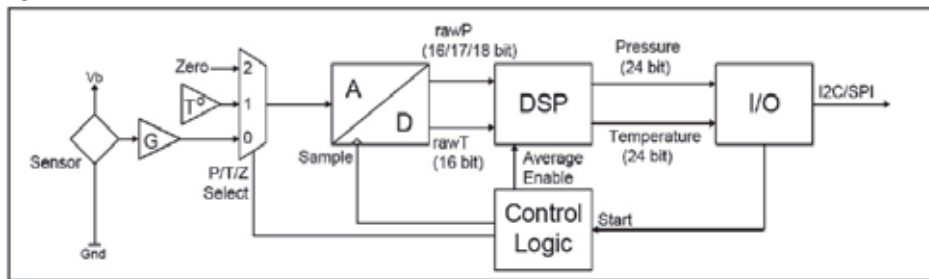 Vb
Sensor
Gnd
G
Zero
T°
2
1
0
P/T/Z
Select
A
D
Sample
rawP
(16/17/18 bit)
rawT
(16 bit)
DSP
Average
Enable
Control
Logic
Pressure
(24 bit)
Temperature
(24 bit)
Start
I/O
I2C/SPI